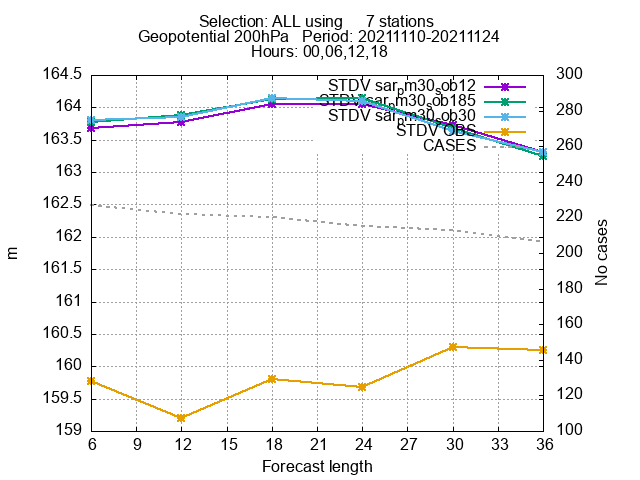 Selection: ALL using 7 stations
Geopotential 200hPa Period: 20211110-20211124
Hours: 00,06,12,18
164.5
164
163.5
163
162.5
162
161.5
161
160.5
160
159.5
159
m
300
280
260
240
220
200
180
160
140
120
100
No cases
STDV sarpm30sob12
STDV sarpm30sob185
STDV sarpm30sob30
STDV OBS
CASES
6 9 12 15 18 21 24 27 30 33 36
Forecast length